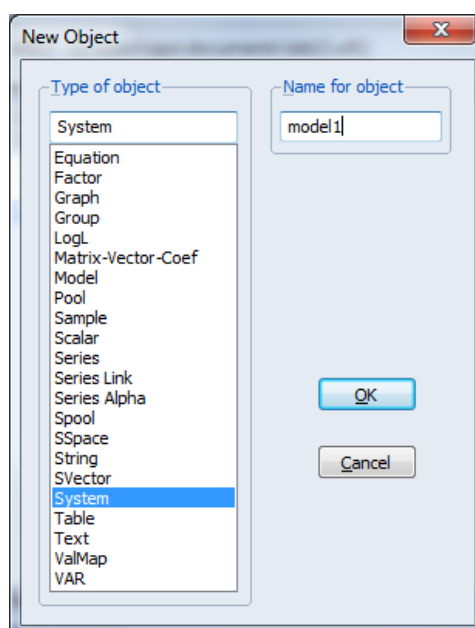 New Object
Type of object
System
Equation
Factor
Graph
Group
LogL
Matrix-Vector-Coef
Model
Pool
Sample
Scalar
Series
Series Link
Series Alpha
Spool
SSpace
String
SVector
System
Table
Text
ValMap
VAR
Name for object
model1
OK
Cancel